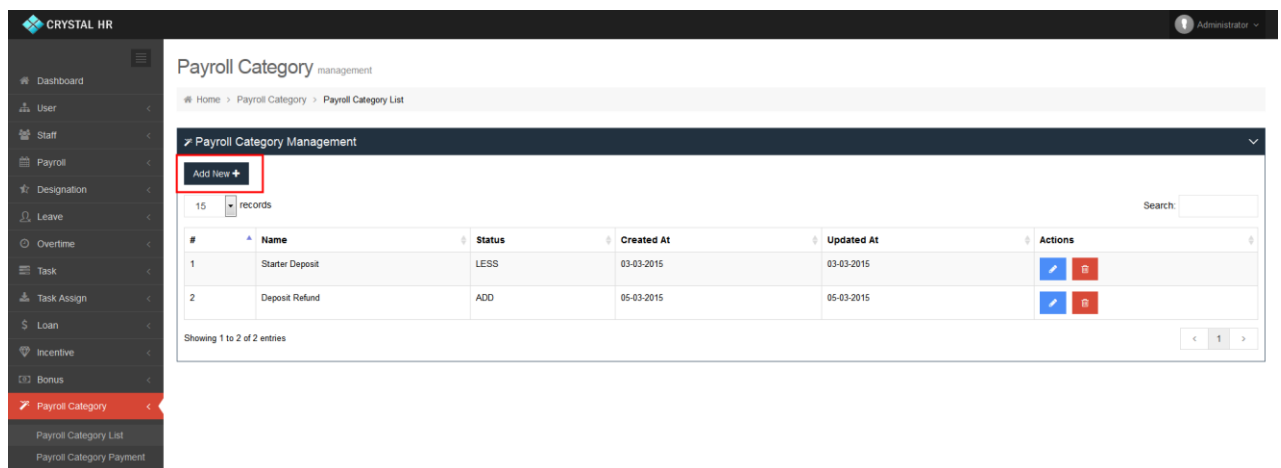 CRYSTAL HR
Administrator
Dashboard
User
Staff
Payroll
Designation
Leave
Overtime
Task
Task Assign
Loan
Incentive
Bonus
Payroll Category
Payroll Category List
Payroll Category Payment
Payroll Category management
Home > Payroll Category > Payroll Category List
Payroll Category Management
Add New +
15 records
Search:
# Name Status Created At Updated At Actions
1 Starter Deposit LESS 03-03-2015 03-03-2015
2 Deposit Refund ADD 05-03-2015 05-03-2015
Showing 1 to 2 of 2 entries
< 1 >